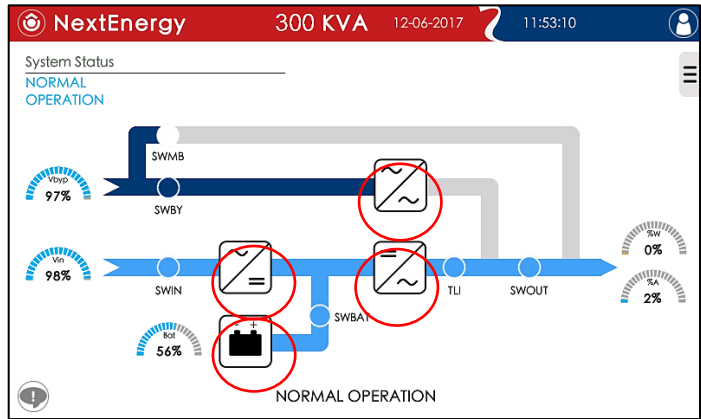 NextEnergy 300 KVA 12-06-2017 11:53:10
System Status
NORMAL
OPERATION
SWMB
Vbyp
97%
SWBY
%W
0%
Vin
98%
SWIN
TLI
SWOUT
%A
2%
SWBAT
Bat
56%
- +
NORMAL OPERATION